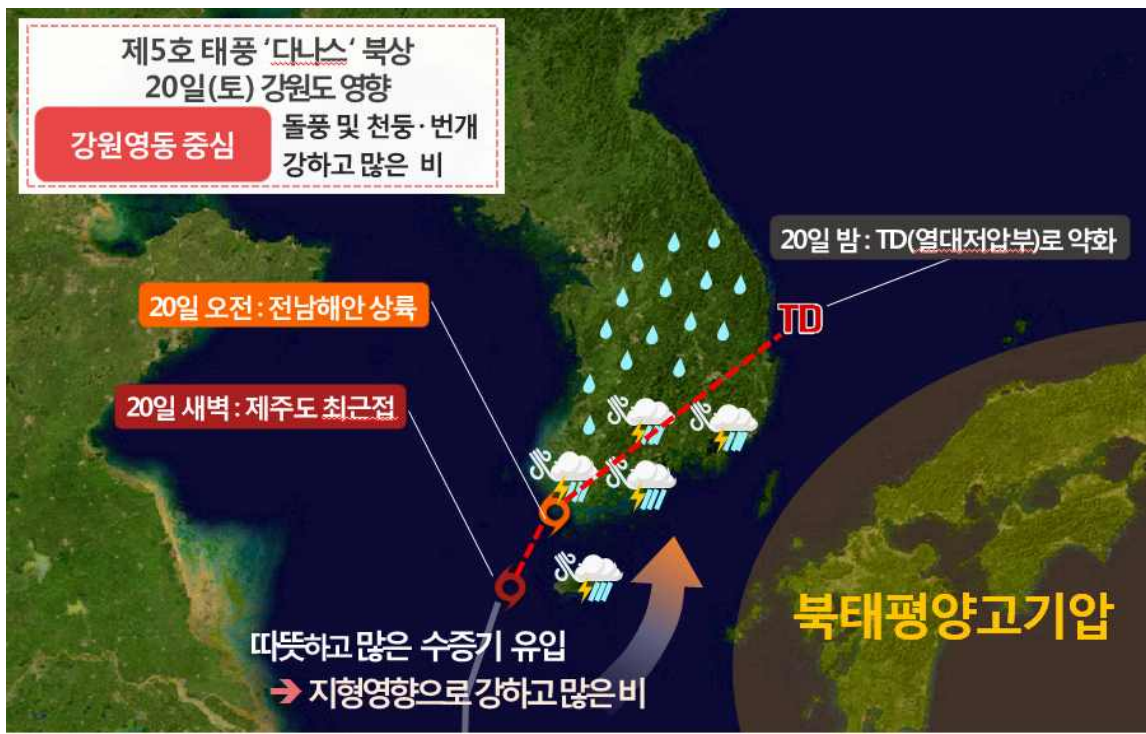 제5호 태풍 ‘다나스‘ 북상
20일(토) 강원도 영향
강원영동 중심
돌풍 및 천둥·번개
강하고 많은 비
20일 밤 : TD(열대저압부)로 약화
20일 오전 : 전남해안 상륙
TD
20일 새벽 : 제주도 최근접
북태평양고기압
따뜻하고 많은 수증기 유입
➔ 지형영향으로 강하고 많은 비